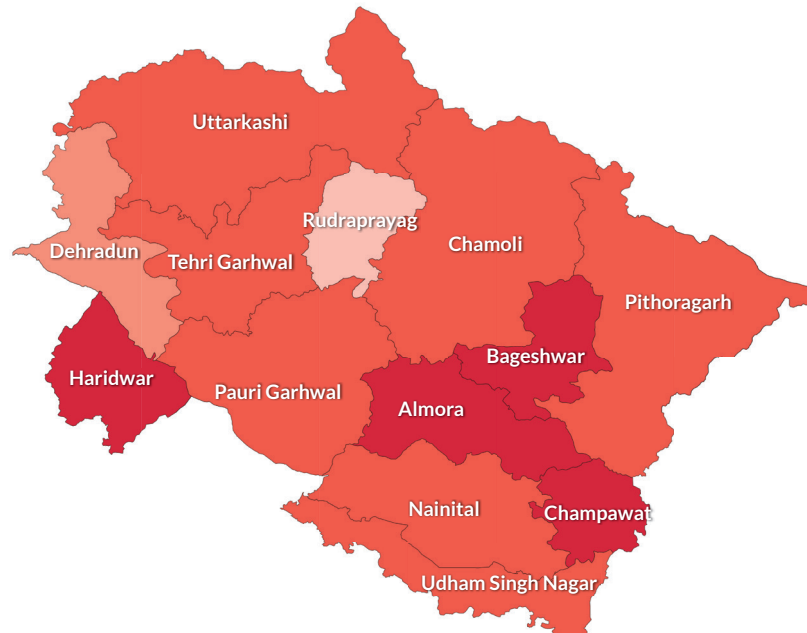 Uttarkashi
Rudraprayag
Chamoli
Dehradun
Tehri Garhwal
Pithoragarh
Bageshwar
Haridwar
Pauri Garhwal
Almora
Nainital
Champawat
Udham Singh Nagar